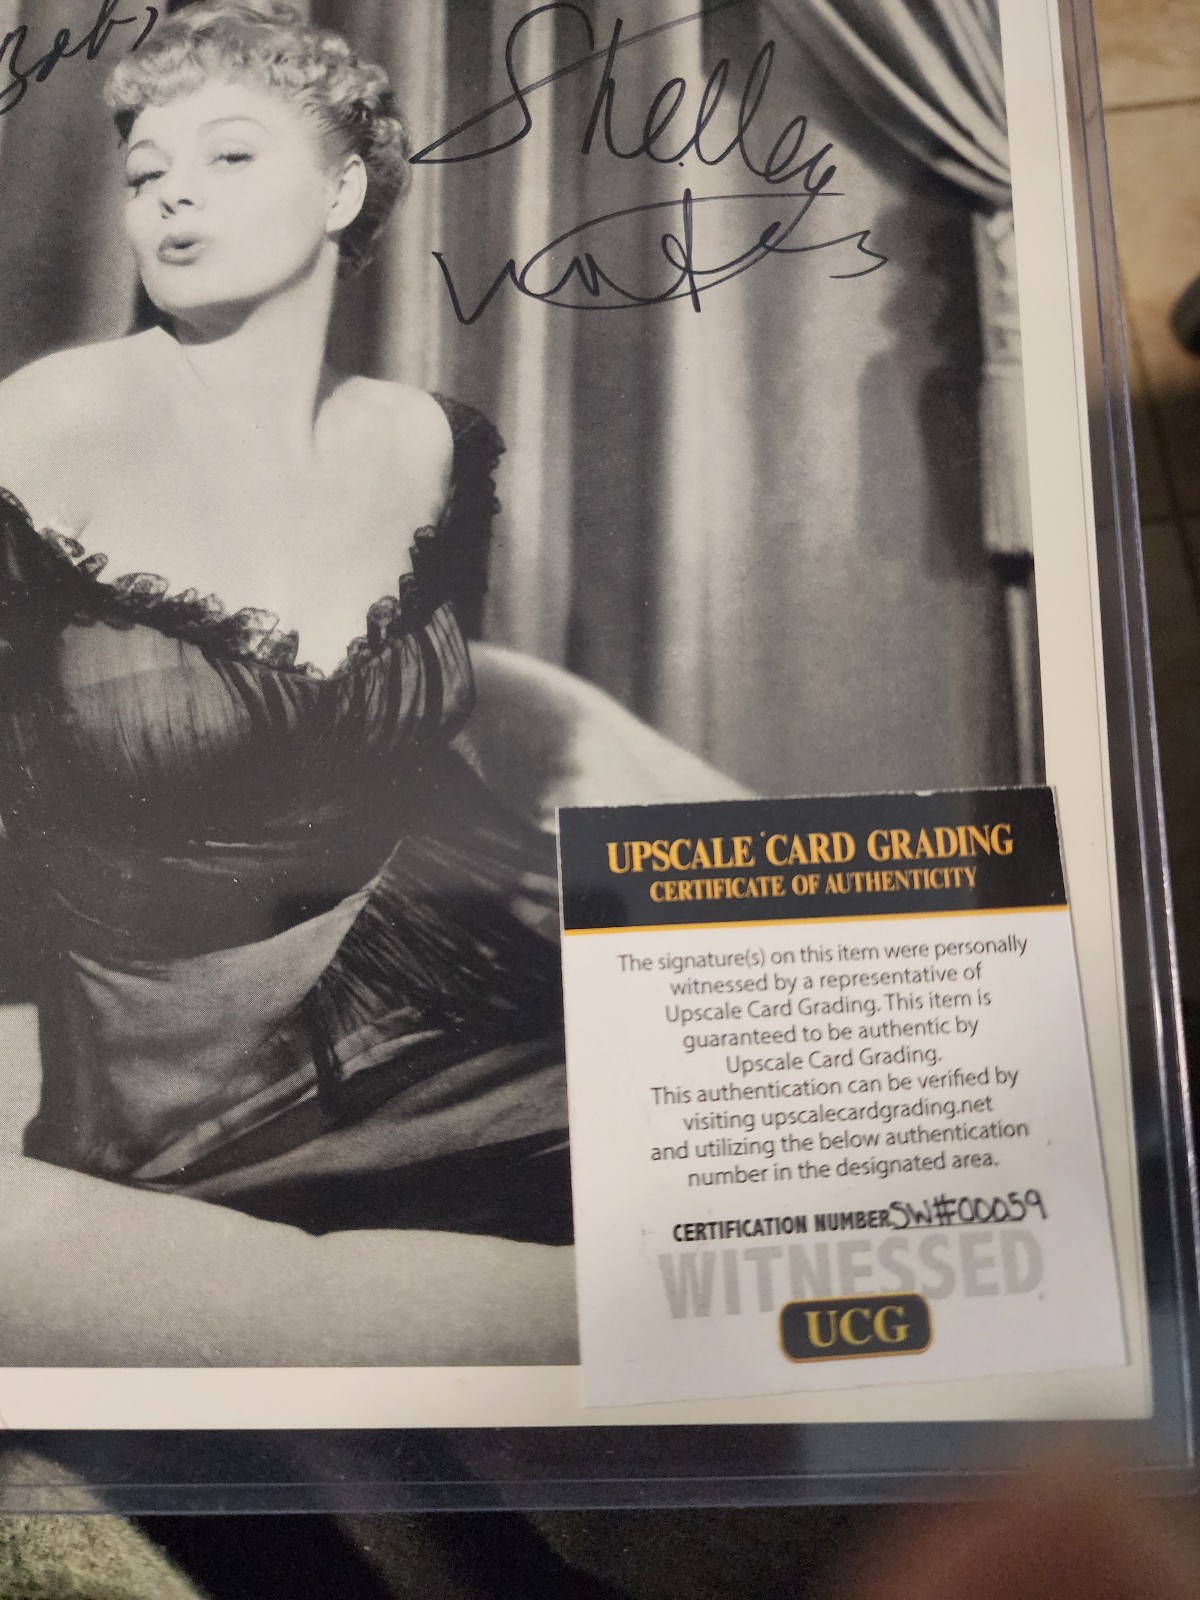 Shelley
Winters
UPSCALE CARD GRADING
CERTIFICATE OF AUTHENTICITY
The signature(s) on this item were personally
witnessed by a representative of
Upscale Card Grading. This item is
guaranteed to be authentic by
Upscale Card Grading.
This authentication can be verified by
visiting upscalecardgrading.net
and utilizing the below authentication
number in the designated area.
CERTIFICATION NUMBER SW#00059
WITNESSED
UCG